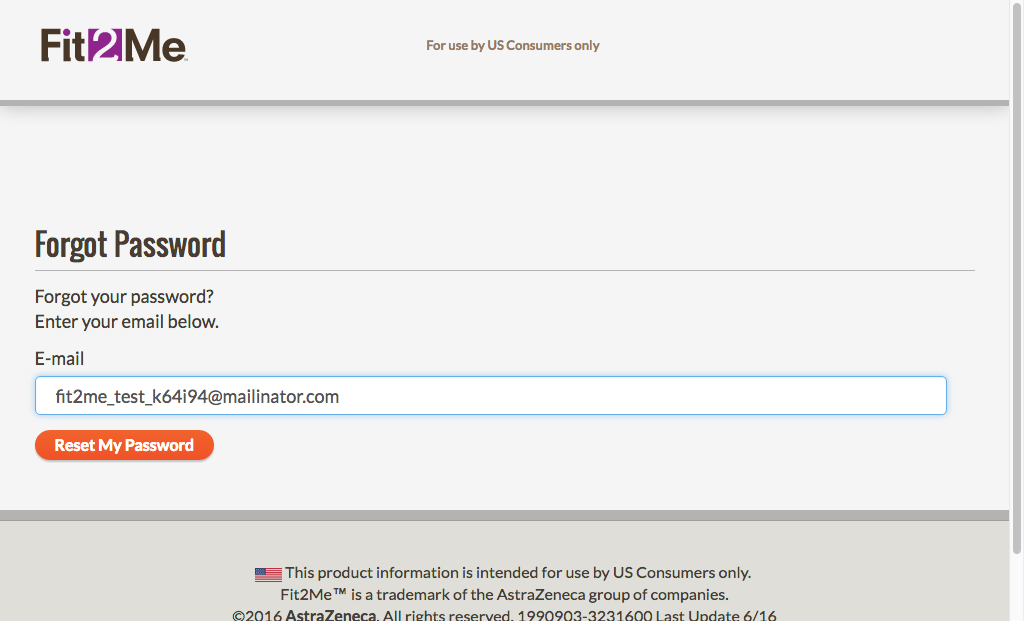 Fit2Me™
For use by US Consumers only
Forgot Password
Forgot your password?
Enter your email below.
E-mail
fit2me_test_k64i94@mailinator.com
Reset My Password
This product information is intended for use by US Consumers only.
Fit2Me™ is a trademark of the AstraZeneca group of companies.
©2016 AstraZeneca. All rights reserved. 1990903-3231600 Last Update 6/16